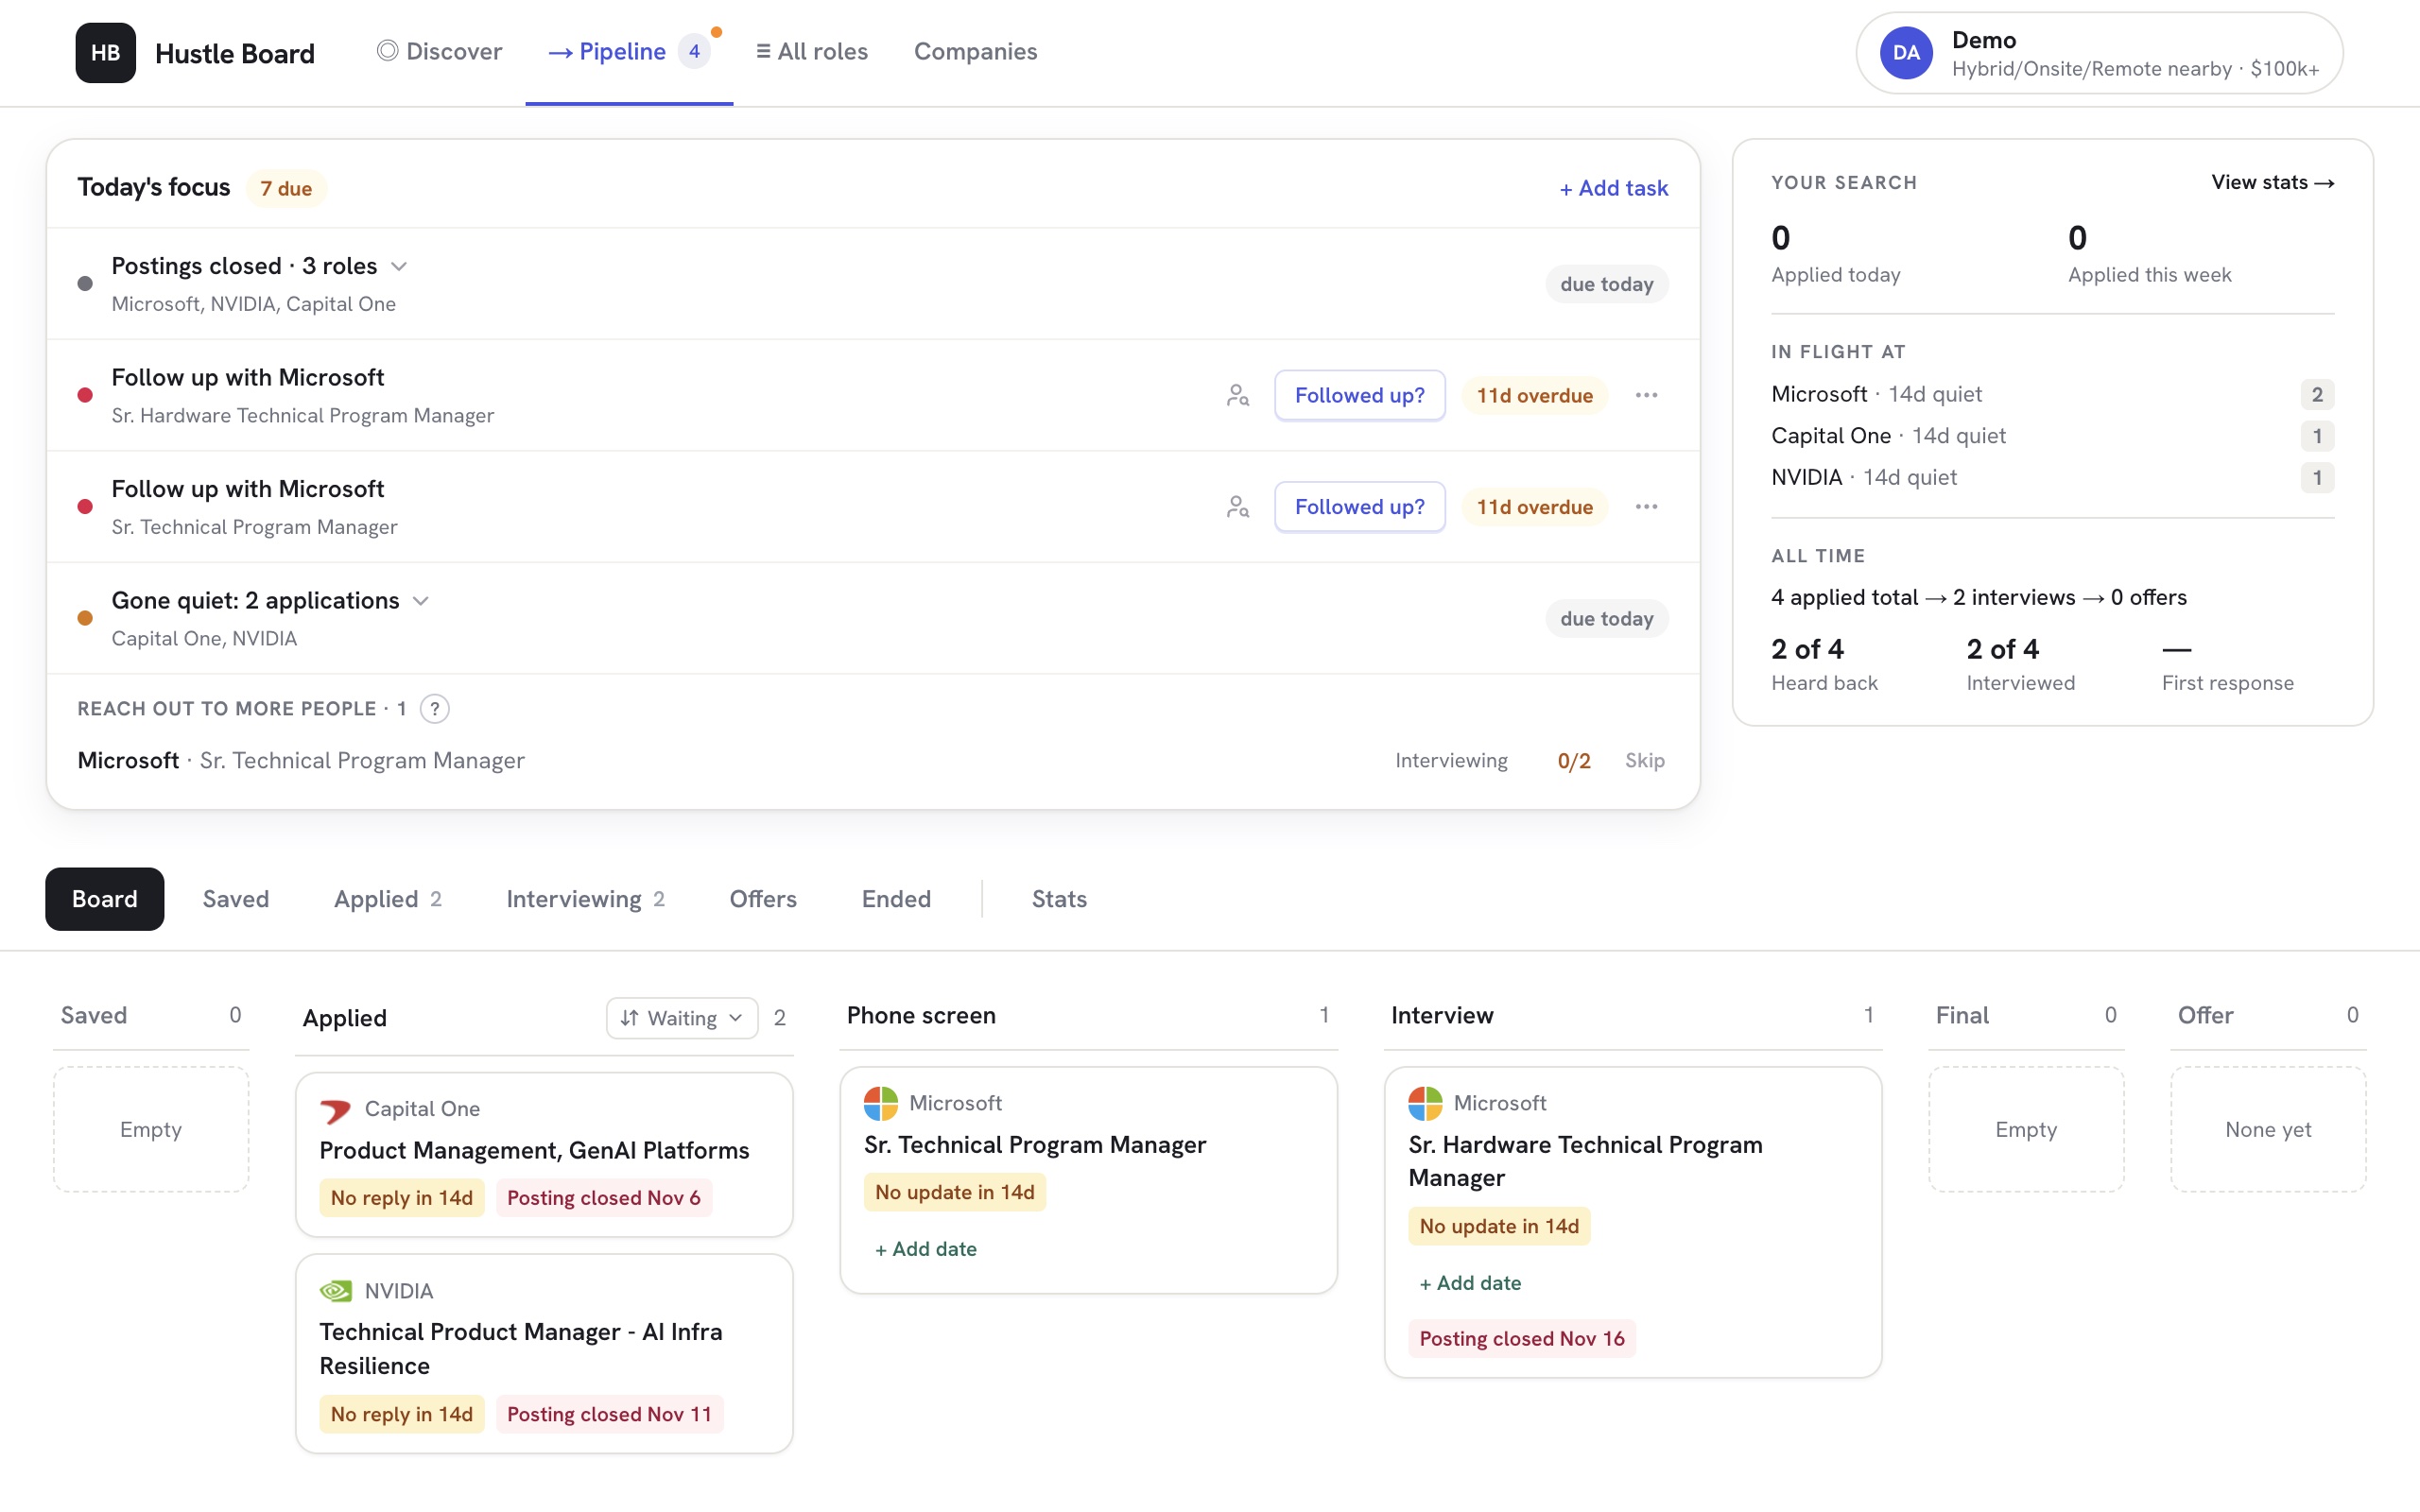 HB Hustle Board Discover → Pipeline 4 All roles Companies
DA Demo
Hybrid/Onsite/Remote nearby · $100k+
Today's focus 7 due + Add task
Postings closed · 3 roles
Microsoft, NVIDIA, Capital One
due today
Follow up with Microsoft
Sr. Hardware Technical Program Manager
Followed up? 11d overdue ...
Follow up with Microsoft
Sr. Technical Program Manager
Followed up? 11d overdue ...
Gone quiet: 2 applications
Capital One, NVIDIA
due today
REACH OUT TO MORE PEOPLE · 1 ?
Microsoft · Sr. Technical Program Manager Interviewing 0/2 Skip
YOUR SEARCH View stats →
0 0
Applied today Applied this week
IN FLIGHT AT
Microsoft · 14d quiet 2
Capital One · 14d quiet 1
NVIDIA · 14d quiet 1
ALL TIME
4 applied total → 2 interviews → 0 offers
2 of 4 2 of 4 —
Heard back Interviewed First response
Board Saved Applied 2 Interviewing 2 Offers Ended Stats
Saved 0
Empty
Applied Waiting 2
Capital One
Product Management, GenAI Platforms
No reply in 14d Posting closed Nov 6
NVIDIA
Technical Product Manager - AI Infra
Resilience
No reply in 14d Posting closed Nov 11
Phone screen 1
Microsoft
Sr. Technical Program Manager
No update in 14d
+ Add date
Interview 1
Microsoft
Sr. Hardware Technical Program
Manager
No update in 14d
+ Add date
Posting closed Nov 16
Final 0
Empty
Offer 0
None yet